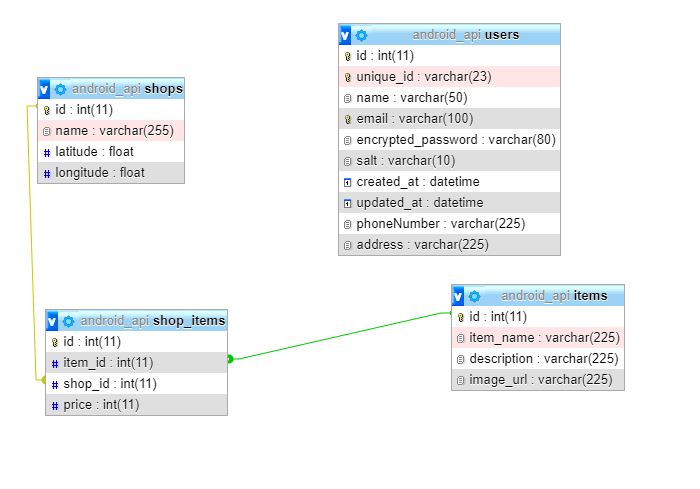 android_api users
id : int(11)
unique_id : varchar(23)
name : varchar(50)
email : varchar(100)
encrypted_password : varchar(80)
salt : varchar(10)
created_at : datetime
updated_at : datetime
phoneNumber : varchar(225)
address : varchar(225)
android_api shops
id : int(11)
name : varchar(255)
latitude : float
longitude : float
android_api shop_items
id : int(11)
item_id : int(11)
shop_id : int(11)
price : int(11)
android_api items
id : int(11)
item_name : varchar(225)
description : varchar(225)
image_url : varchar(225)